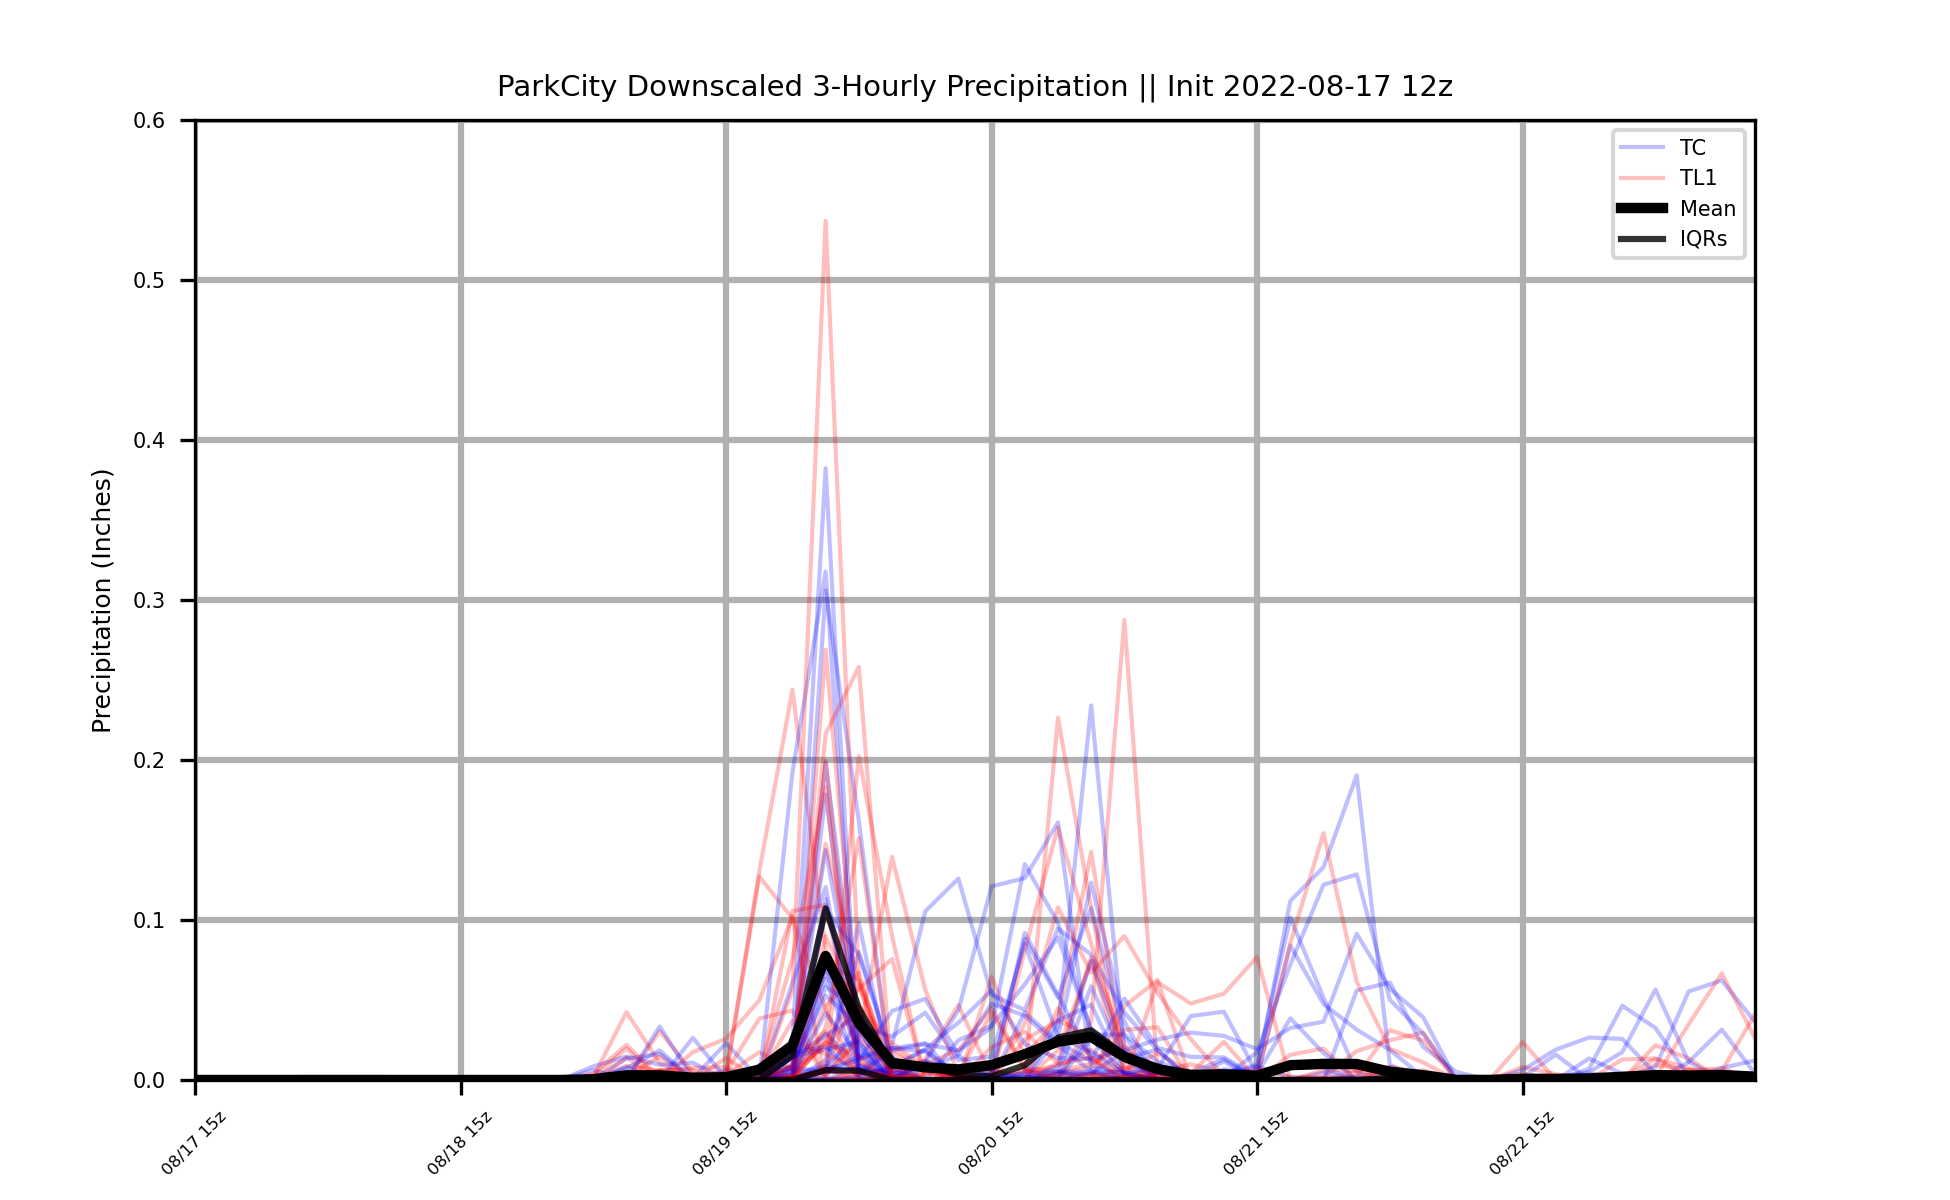 ParkCity Downscaled 3-Hourly Precipitation || Init 2022-08-17 12z
TC
TL1
Mean
IQRs
Precipitation (Inches)
0.6
0.5
0.4
0.3
0.2
0.1
0.0
08/17 15z
08/18 15z
08/19 15z
08/20 15z
08/21 15z
08/22 15z